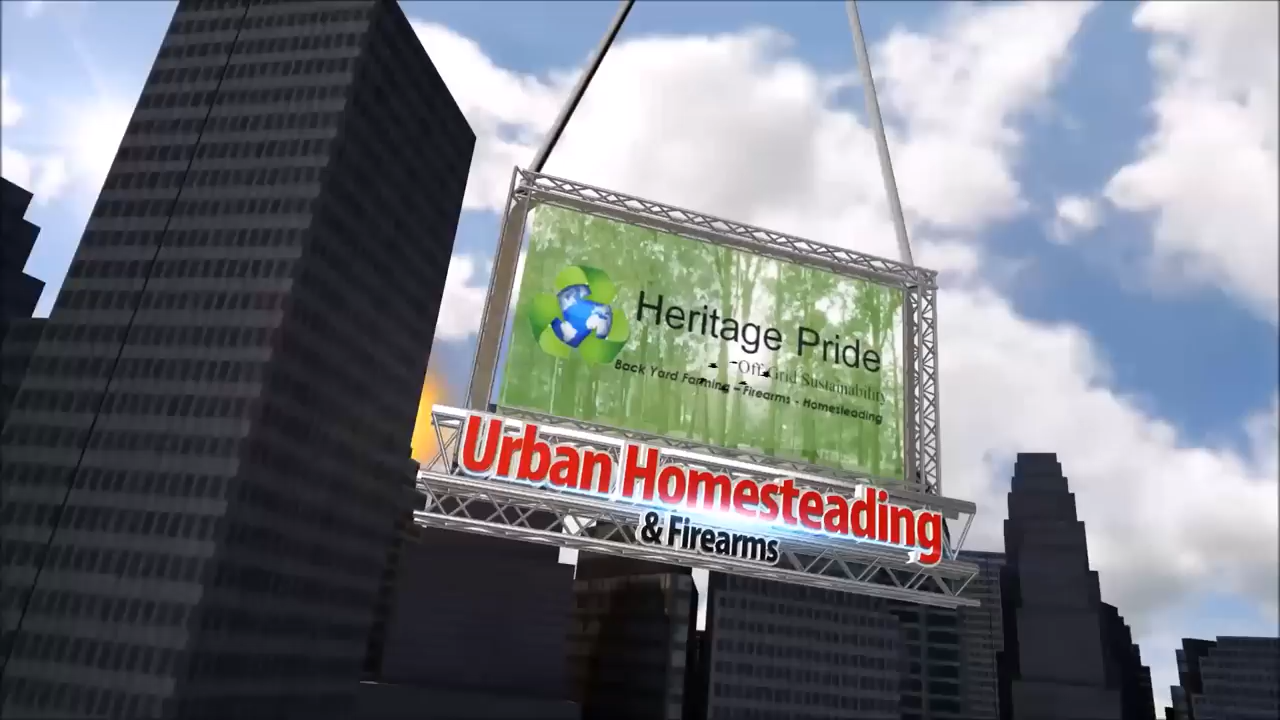 Heritage Pride
-Off Grid Sustainability
Back Yard Farming - Firearms - Homesteading
Urban Homesteading,
& Firearms